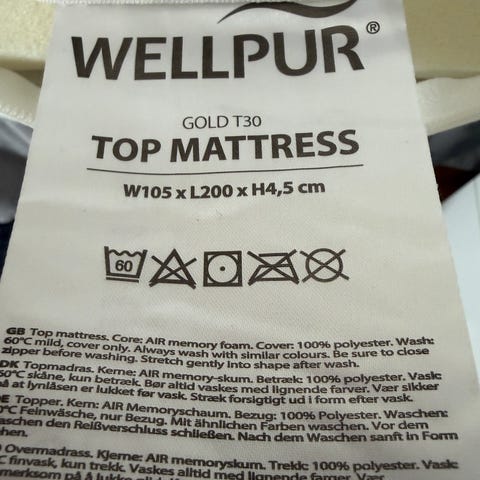 WELLPUR®
GOLD T30
TOP MATTRESS
W105 x L200 x H4,5 cm
60
GB Top mattress. Core: AIR memory foam. Cover: 100% polyester. Wash:
60°C mild, cover only. Always wash with similar colours. Be sure to close
zipper before washing. Stretch gently into shape after wash.
DK Topmadras. Kerne: AIR memory-skum. Betræk: 100% polyester. Vask:
60°C skåne, kun betræk. Bør altid vaskes med lignende farver. Vær sikker
på at lynlåsen er lukket før vask. Stræk forsigtigt ud i form efter vask.
DE Topper. Kern: AIR Memoryschaum. Bezug: 100% Polyester. Waschen:
°C Feinwäsche, nur Bezug. Mit ähnlichen Farben waschen. Vor dem
aschen den Reißverschluss schließen. Nach dem Waschen sanft in Form
hen.
Overmadrass. Kjerne: AIR memoryskum. Trekk: 100% polyester. Vask:
°C finvask, kun trekk. Vaskes alltid med lignende farger. Vær